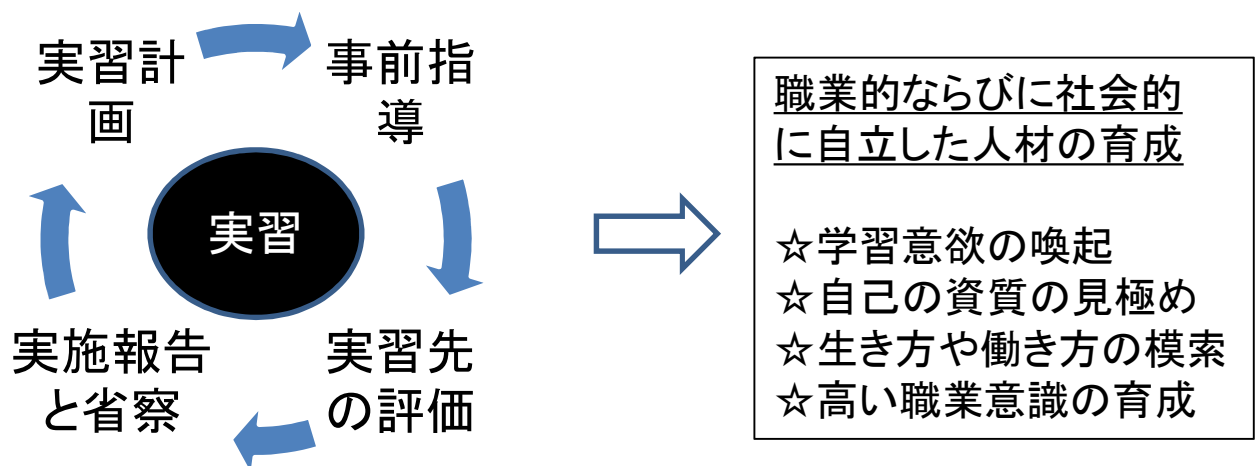 実習計
画
事前指
導
実習
実施報告
と省察
実習先
の評価
職業的ならびに社会的
に自立した人材の育成
☆学習意欲の喚起
☆自己の資質の見極め
☆生き方や働き方の模索
☆高い職業意識の育成